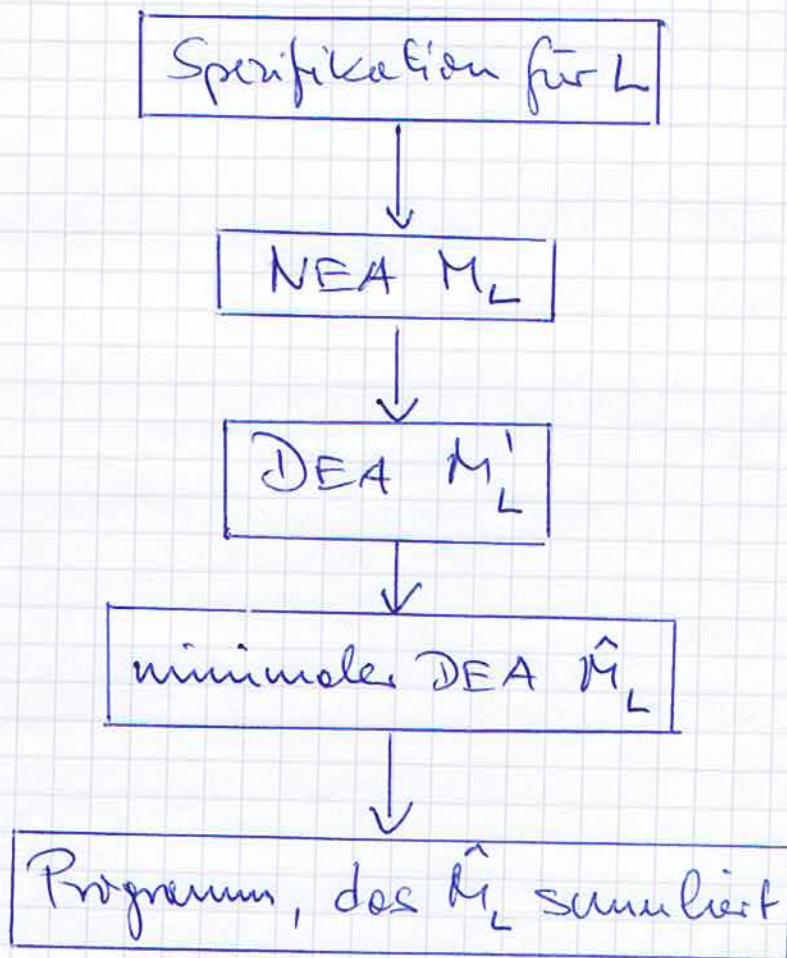 Spezifikation für L
NEA M_L
DEA M'_L
minimaler DEA M̂_L
Programm, das M̂_L simuliert